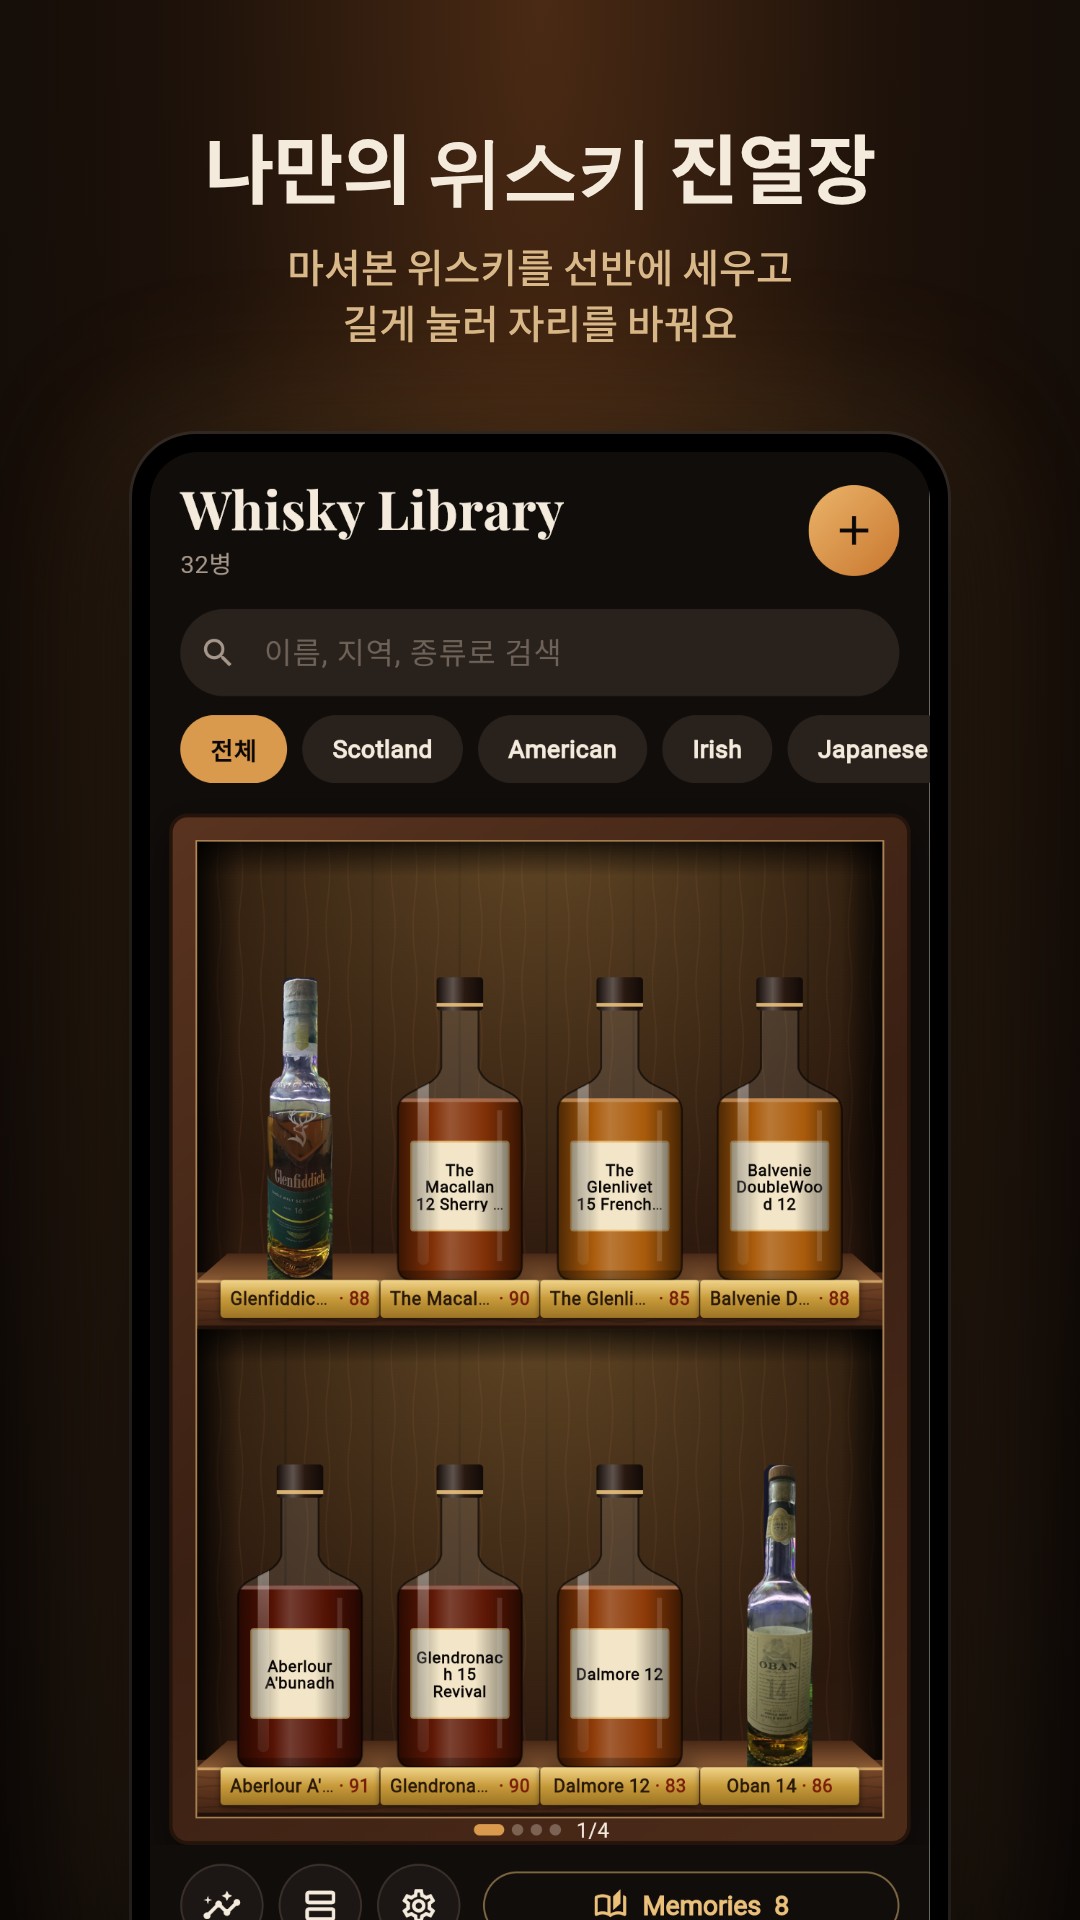 나만의 위스키 진열장
마셔본 위스키를 선반에 세우고
길게 눌러 자리를 바꿔요
Whisky Library
32병
이름, 지역, 종류로 검색
전체 Scotland American Irish Japanese
Glenfiddich
16
The
Macallan
12 Sherry ...
The
Glenlivet
15 French...
Balvenie
DoubleWoo
d 12
Glenfiddic... · 88 The Macal... · 90 The Glenli... · 85 Balvenie D... · 88
Aberlour
A'bunadh
Glendronac
h 15
Revival
Dalmore 12
OBAN
14
Aberlour A'... · 91 Glendrona... · 90 Dalmore 12 · 83 Oban 14 · 86
1/4
Memories 8